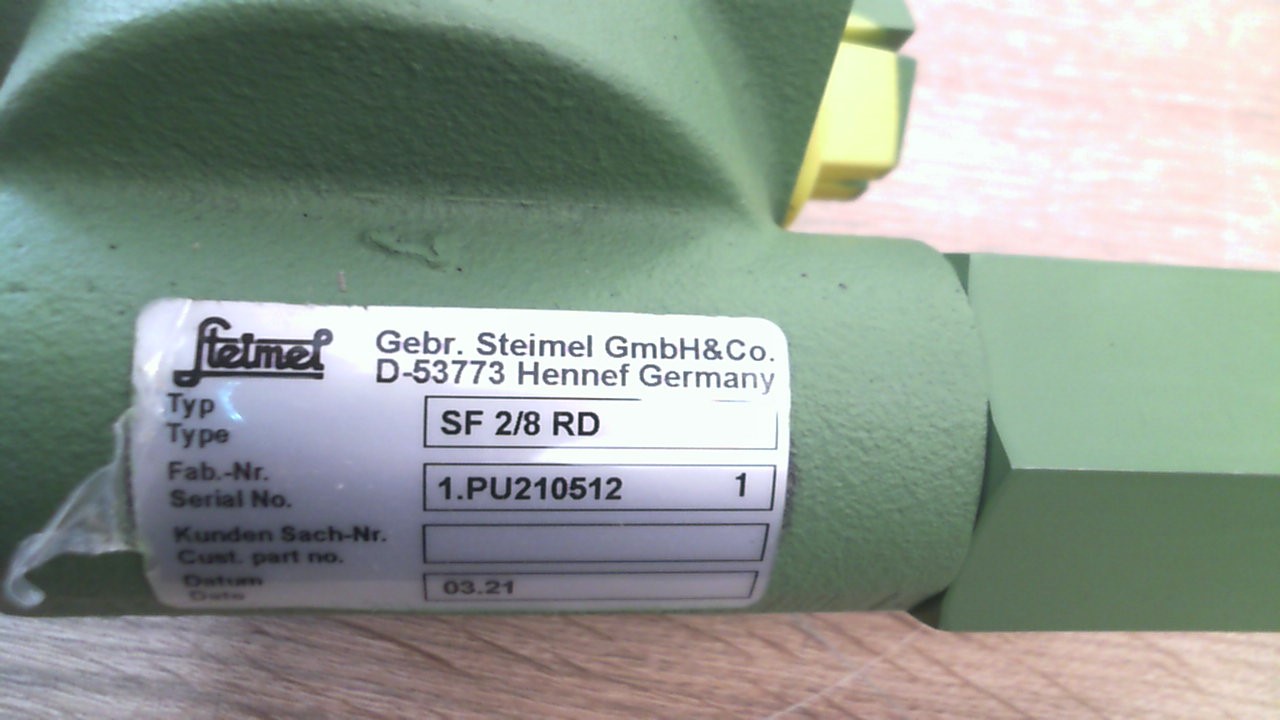 Steimel
Gebr. Steimel GmbH&Co.
D-53773 Hennef Germany
Typ
Type
SF 2/8 RD
Fab.-Nr.
Serial No.
1.PU210512 1
Kunden Sach-Nr.
Cust. part no.
Datum
Date
03.21